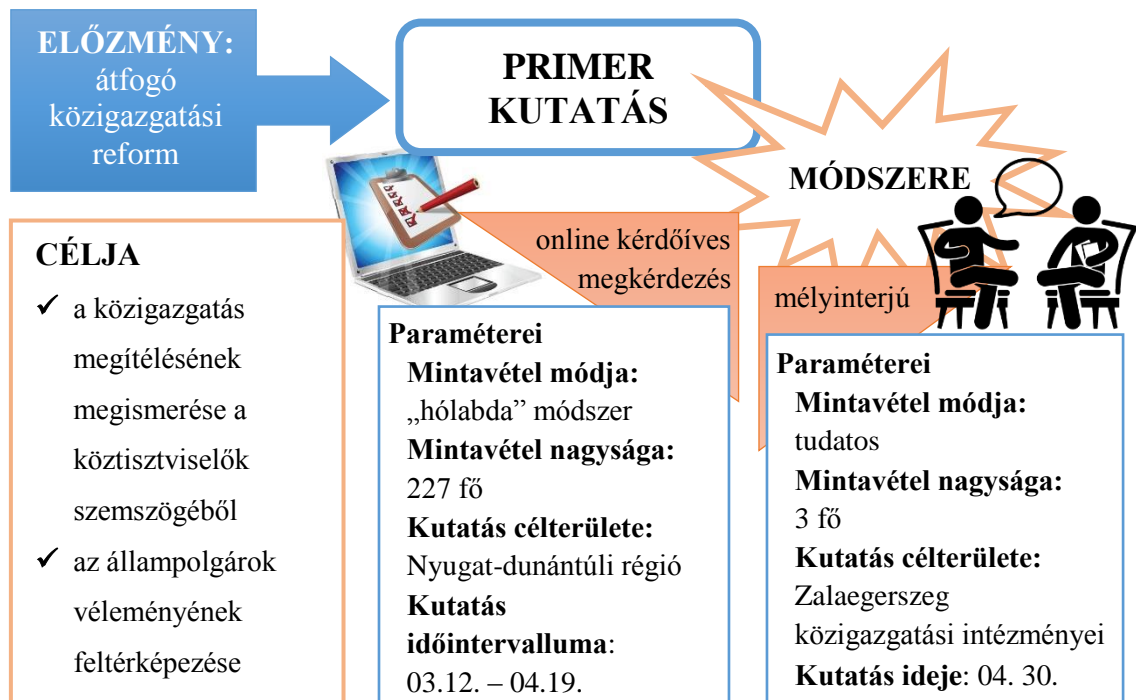 ELŐZMÉNY:
átfogó
közigazgatási
reform
PRIMER
KUTATÁS
MÓDSZERE
CÉLJA
✓ a közigazgatás
megítélésének
megismerése a
köztisztviselők
szemszögéből
✓ az állampolgárok
véleményének
feltérképezése
online kérdőíves
megkérdezés
Paraméterei
Mintavétel módja:
„hólabda” módszer
Mintavétel nagysága:
227 fő
Kutatás célterülete:
Nyugat-dunántúli régió
Kutatás
időintervalluma:
03.12. – 04.19.
mélyinterjú
Paraméterei
Mintavétel módja:
tudatos
Mintavétel nagysága:
3 fő
Kutatás célterülete:
Zalaegerszeg
közigazgatási intézményei
Kutatás ideje: 04. 30.